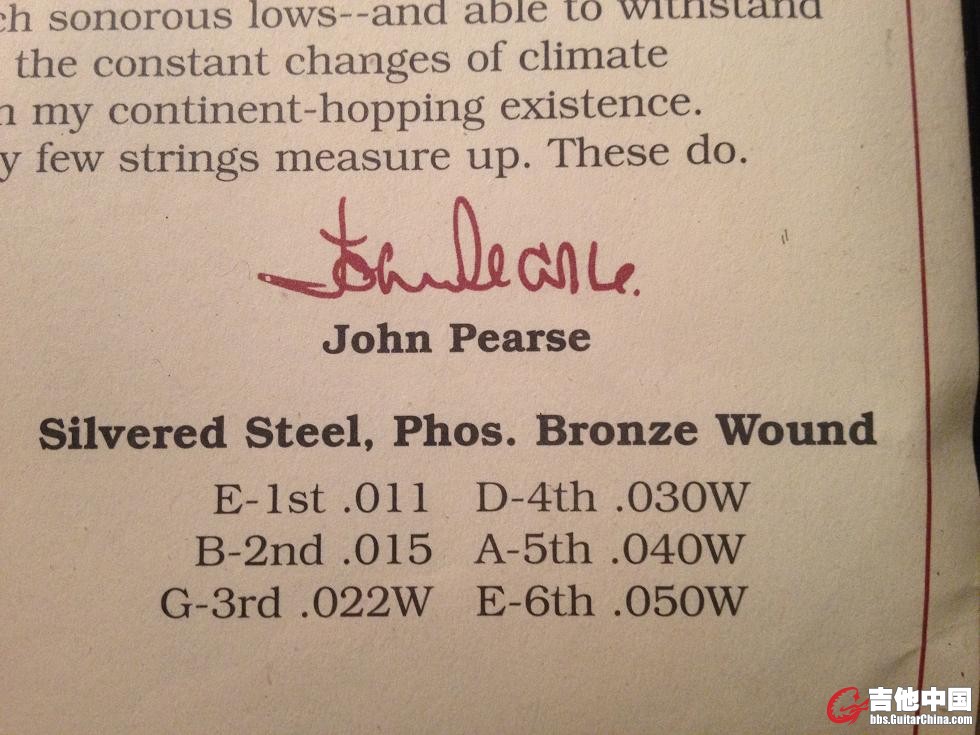 ch sonorous lows--and able to withstand
the constant changes of climate
n my continent-hopping existence.
y few strings measure up. These do.
John Pearse.
John Pearse
Silvered Steel, Phos. Bronze Wound
E-1st .011 D-4th .030W
B-2nd .015 A-5th .040W
G-3rd .022W E-6th .050W
吉他中国
bbs.GuitarChina.com